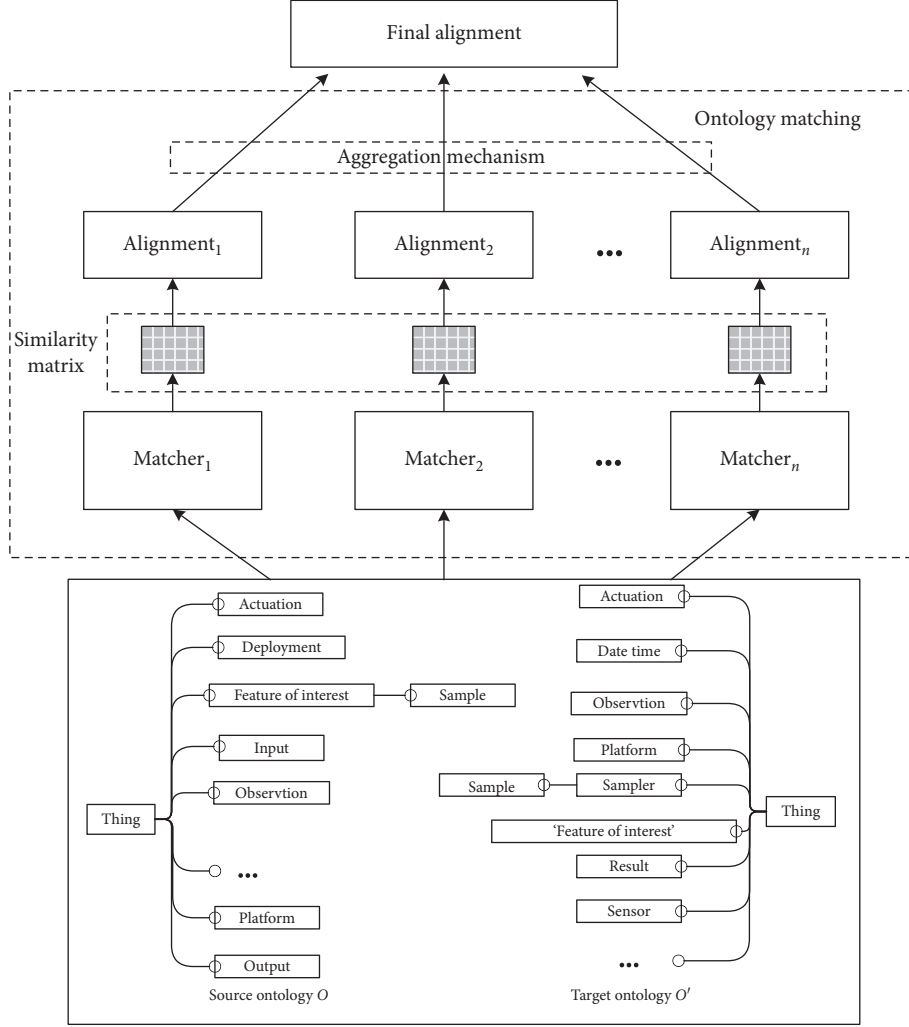 Final alignment
Ontology matching
Aggregation mechanism
Alignment₁
Alignment₂
...
Alignmentₙ
Similarity
matrix
Matcher₁
Matcher₂
...
Matcherₙ
Actuation
Deployment
Feature of interest
Sample
Input
Observtion
Thing
...
Platform
Output
Source ontology O
Actuation
Date time
Observtion
Platform
Sample
Sampler
Thing
'Feature of interest'
Result
Sensor
...
Target ontology O′